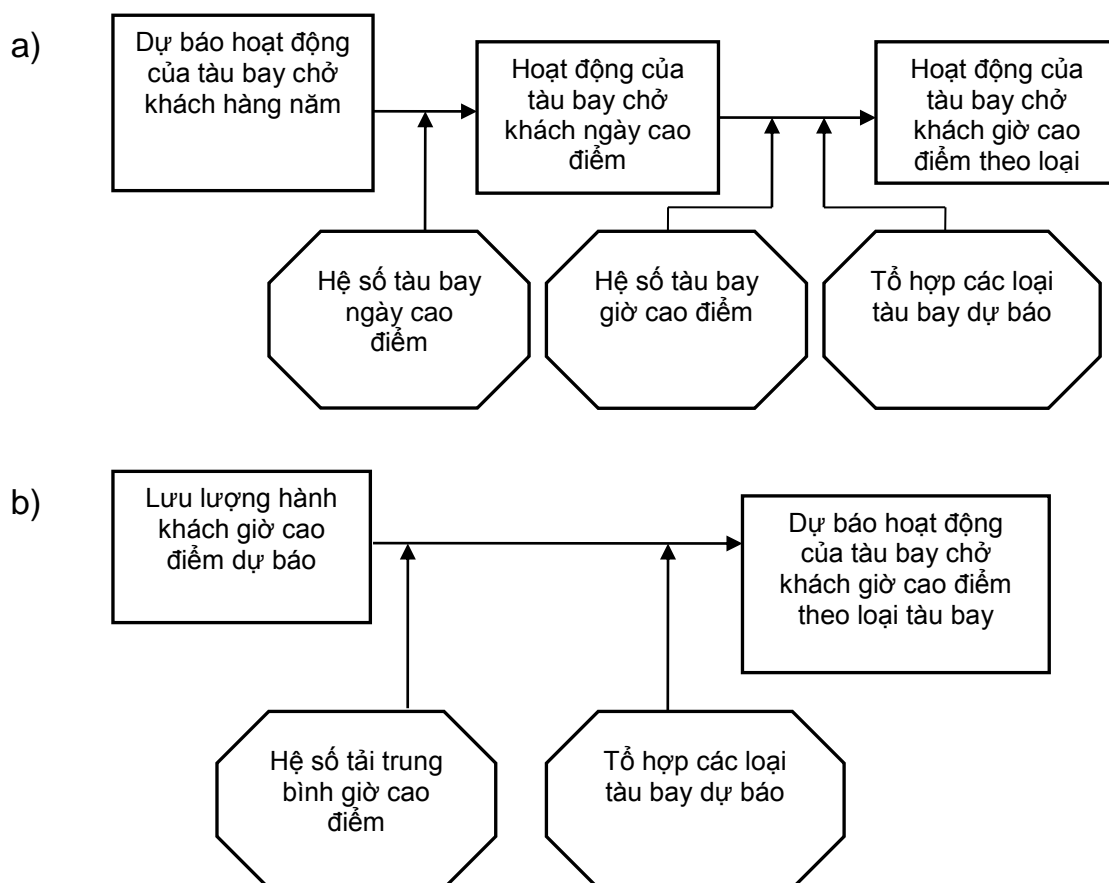 a)
Dự báo hoạt động
của tàu bay chở
khách hàng năm
Hoạt động của
tàu bay chở
khách ngày cao
điểm
Hoạt động của
tàu bay chở
khách giờ cao
điểm theo loại
Hệ số tàu bay
ngày cao
điểm
Hệ số tàu bay
giờ cao điểm
Tổ hợp các loại
tàu bay dự báo
b)
Lưu lượng hành
khách giờ cao
điểm dự báo
Dự báo hoạt động
của tàu bay chở
khách giờ cao điểm
theo loại tàu bay
Hệ số tải trung
bình giờ cao
điểm
Tổ hợp các loại
tàu bay dự báo